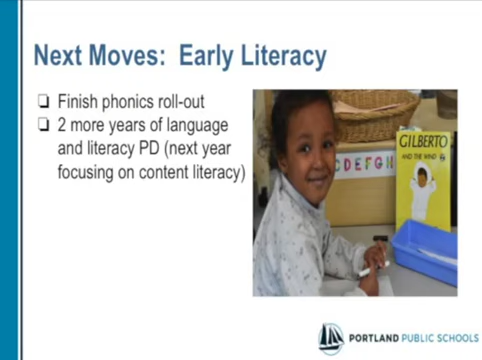 Next Moves: Early Literacy
❏ Finish phonics roll-out
❏ 2 more years of language
and literacy PD (next year
focusing on content literacy)
CDEFGH
GILBERTO
AND THE WIND
PORTLAND PUBLIC SCHOOLS